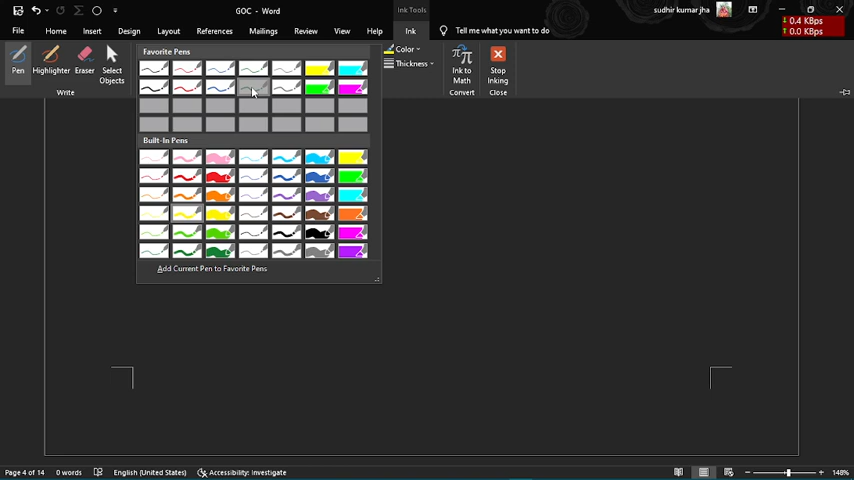 GOC - Word
Ink Tools
sudhir kumar jha
0.4 KBps
0.0 KBps
File Home Insert Design Layout References Mailings Review View Help Ink Tell me what you want to do
Pen
Highlighter
Eraser
Select
Objects
Write
Favorite Pens
Built-In Pens
Add Current Pen to Favorite Pens
Color
Thickness
Ink to
Math
Convert
Stop
Inking
Close
Page 4 of 14 0 words English (United States) Accessibility: Investigate 148%